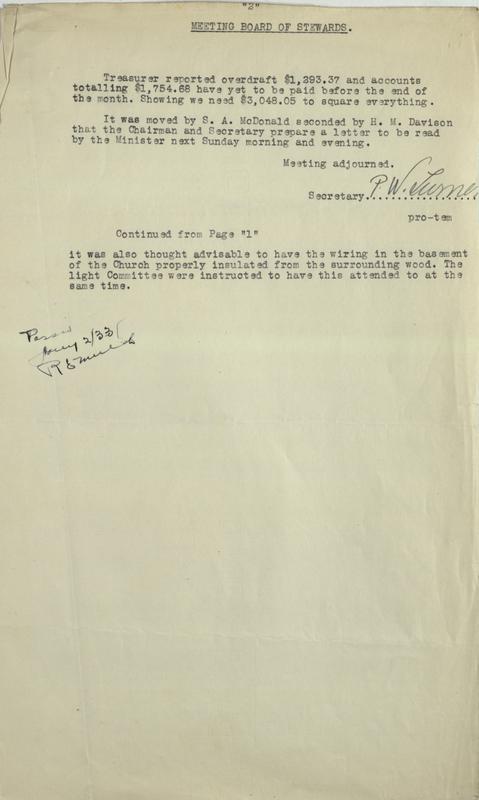 "2"
MEETING BOARD OF STEWARDS.
Treasurer reported overdraft $1,293.37 and accounts
totalling $1,754.68 have yet to be paid before the end of
the month. Showing we need $3,048.05 to square everything.
It was moved by S. A. McDonald seconded by H. M. Davison
that the Chairman and Secretary prepare a letter to be read
by the Minister next Sunday morning and evening.
Meeting adjourned.
Secretary. P. W. Turner
pro-tem
Continued from Page "1"
it was also thought advisable to have the wiring in the basement
of the Church properly insulated from the surrounding wood. The
light Committee were instructed to have this attended to at the
same time.
2/33